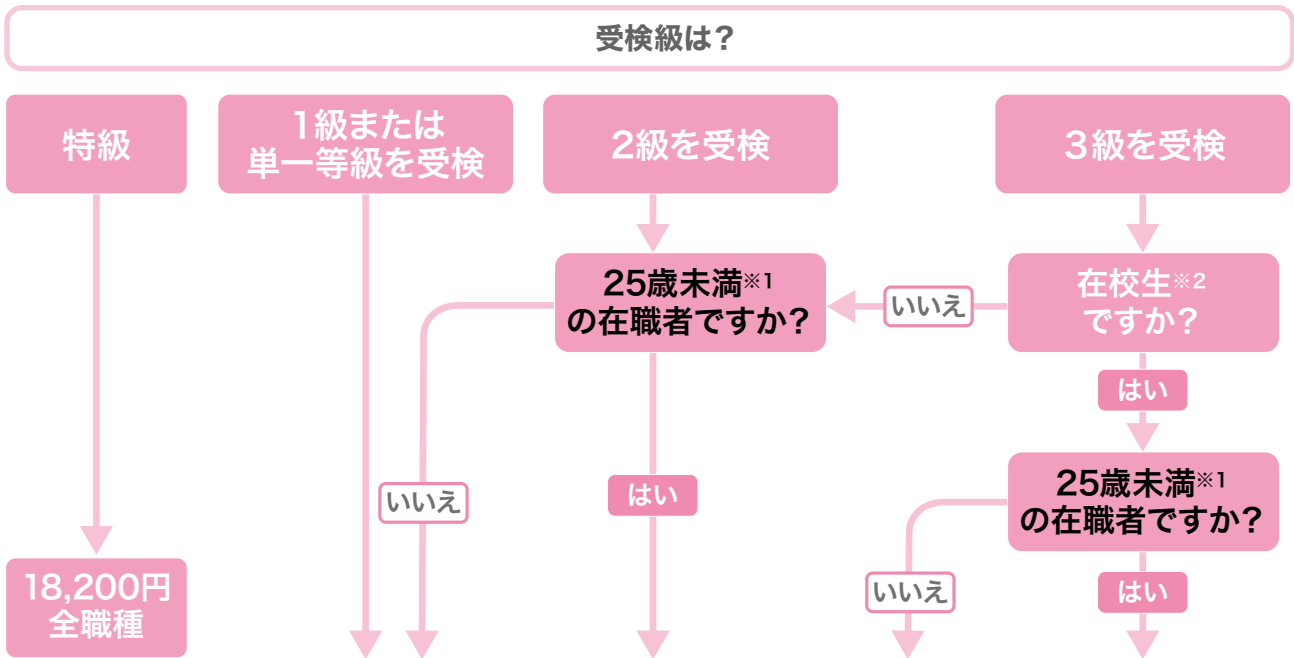 受検級は？
特級
1級または
単一等級を受検
2級を受検
3級を受検
25歳未満※1
の在職者ですか？
いいえ
在校生※2
ですか？
はい
いいえ
はい
25歳未満※1
の在職者ですか？
18,200円
全職種
いいえ
はい